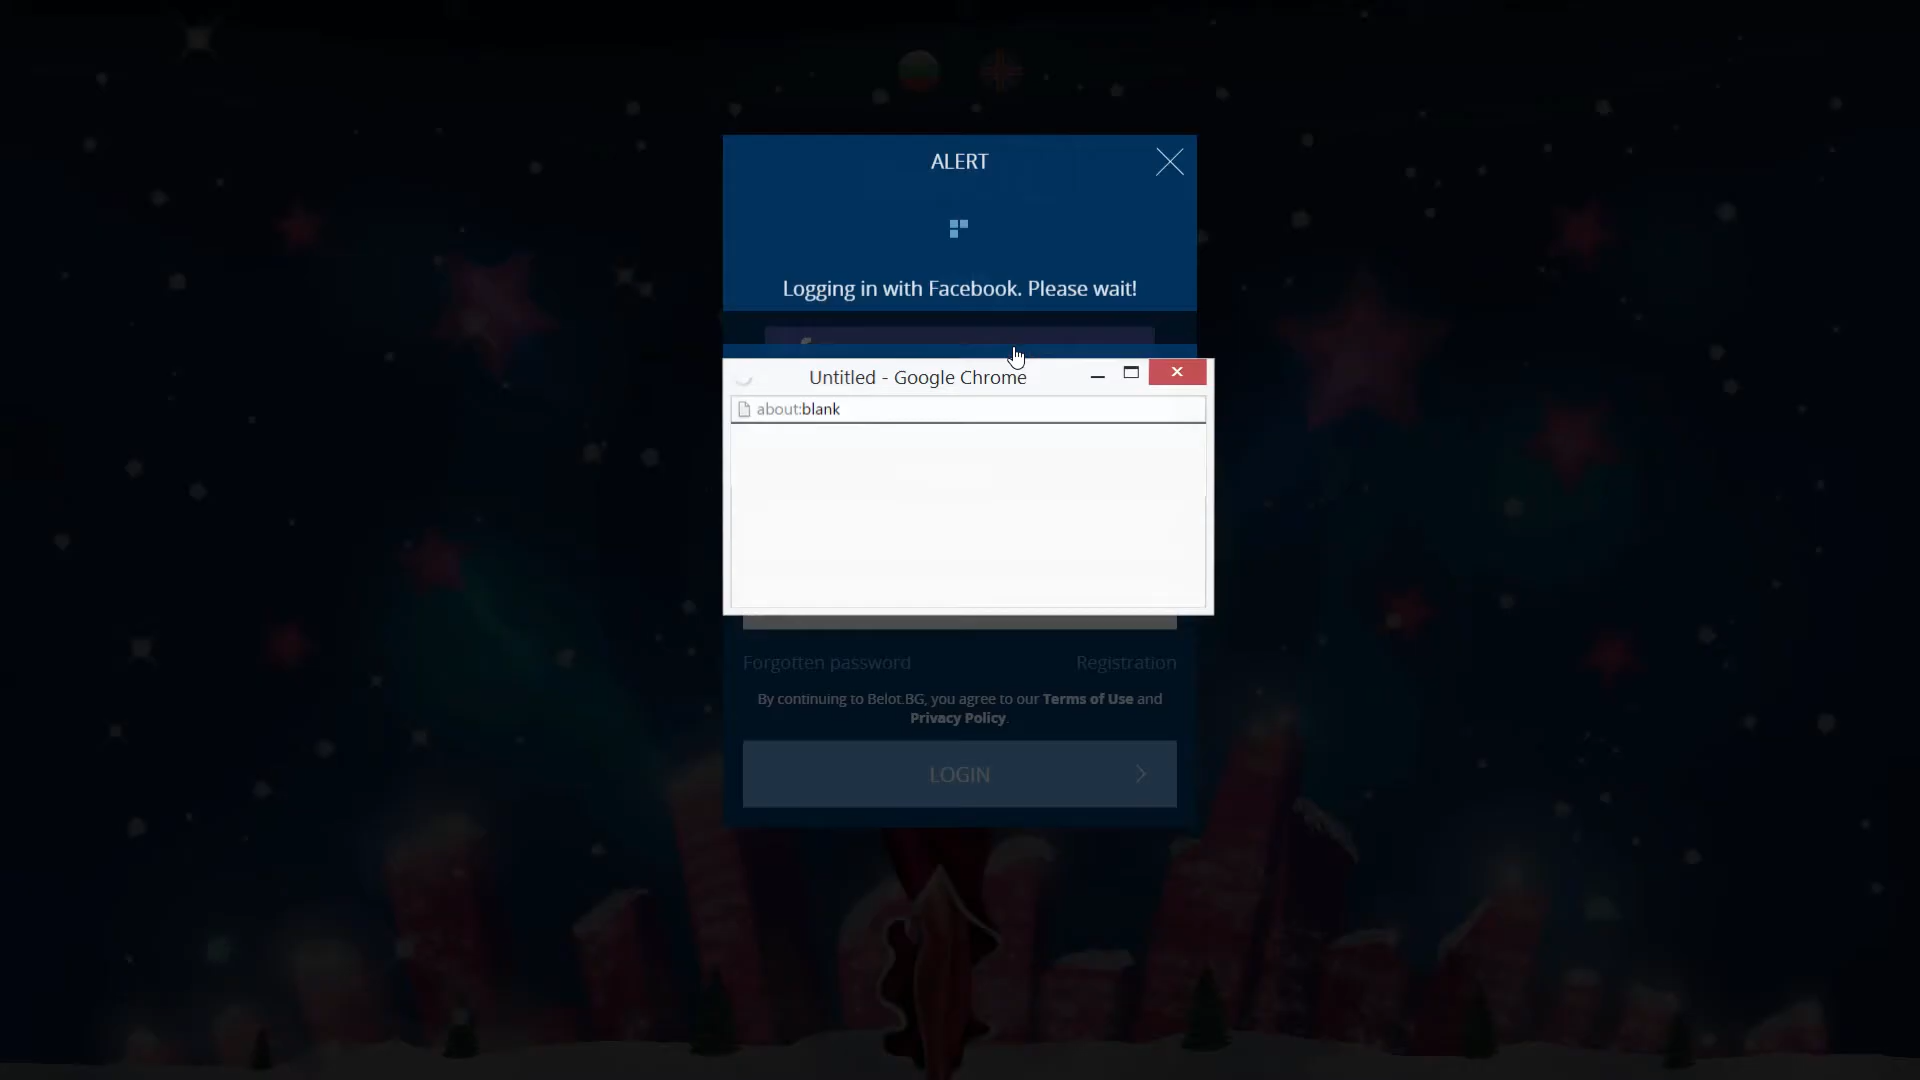 ALERT
Logging in with Facebook. Please wait!
Untitled - Google Chrome
about:blank
Forgotten password
Registration
By continuing to Belot.BG, you agree to our Terms of Use and
Privacy Policy.
LOGIN